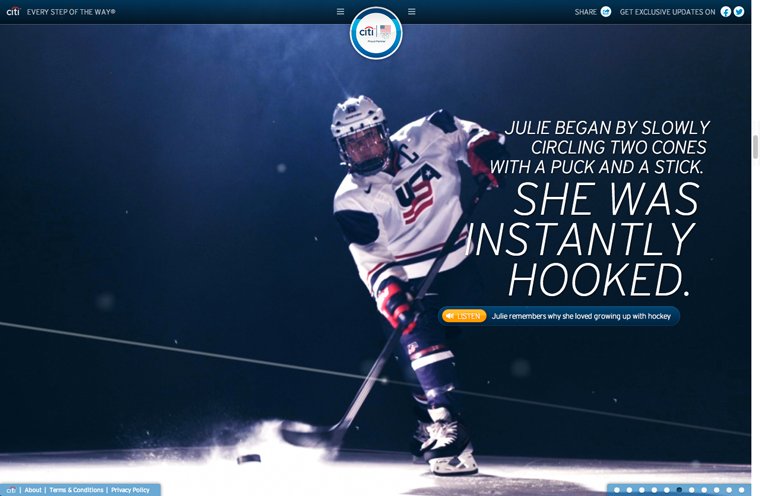 citi EVERY STEP OF THE WAY®
citi
SHARE GET EXCLUSIVE UPDATES ON
JULIE BEGAN BY SLOWLY
CIRCLING TWO CONES
WITH A PUCK AND A STICK.
SHE WAS
INSTANTLY
HOOKED.
LISTEN Julie remembers why she loved growing up with hockey
C
USA
citi | About | Terms & Conditions | Privacy Policy